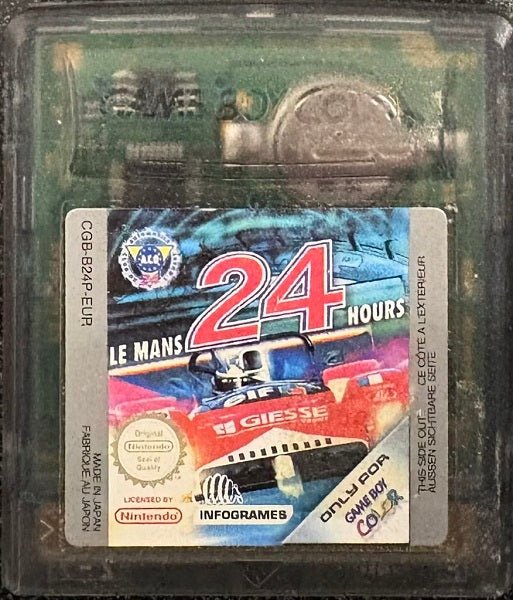 GAME BOY COLOR
CGB-B24P-EUR
ACO
LE MANS 24 HOURS
GIESSE
Original
Nintendo
Seal of
Quality
LICENSED BY
Nintendo
INFOGRAMES
ONLY FOR
GAME BOY
COLOR
MADE IN JAPAN
FABRIQUÉ AU JAPON
THIS SIDE OUT CE CÔTÉ A L'EXTÉRIEUR
AUSSEN SICHTBARE SEITE